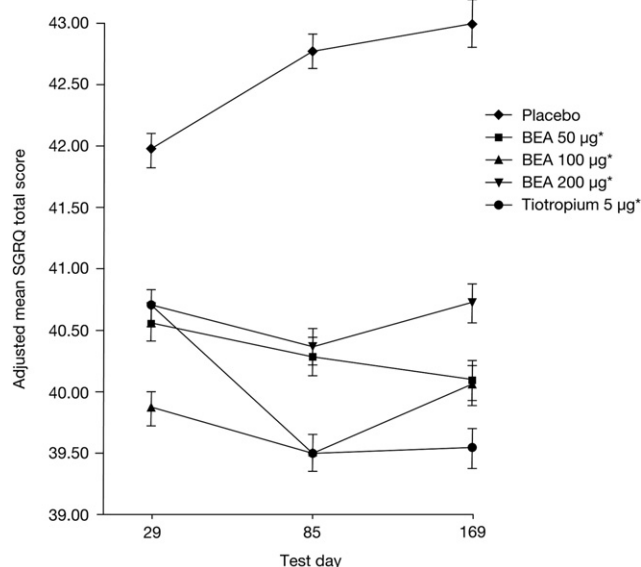 43.00
42.50
42.00
41.50
41.00
40.50
40.00
39.50
39.00
Adjusted mean SGRQ total score
29
85
169
Test day
Placebo
BEA 50 µg*
BEA 100 µg*
BEA 200 µg*
Tiotropium 5 µg*